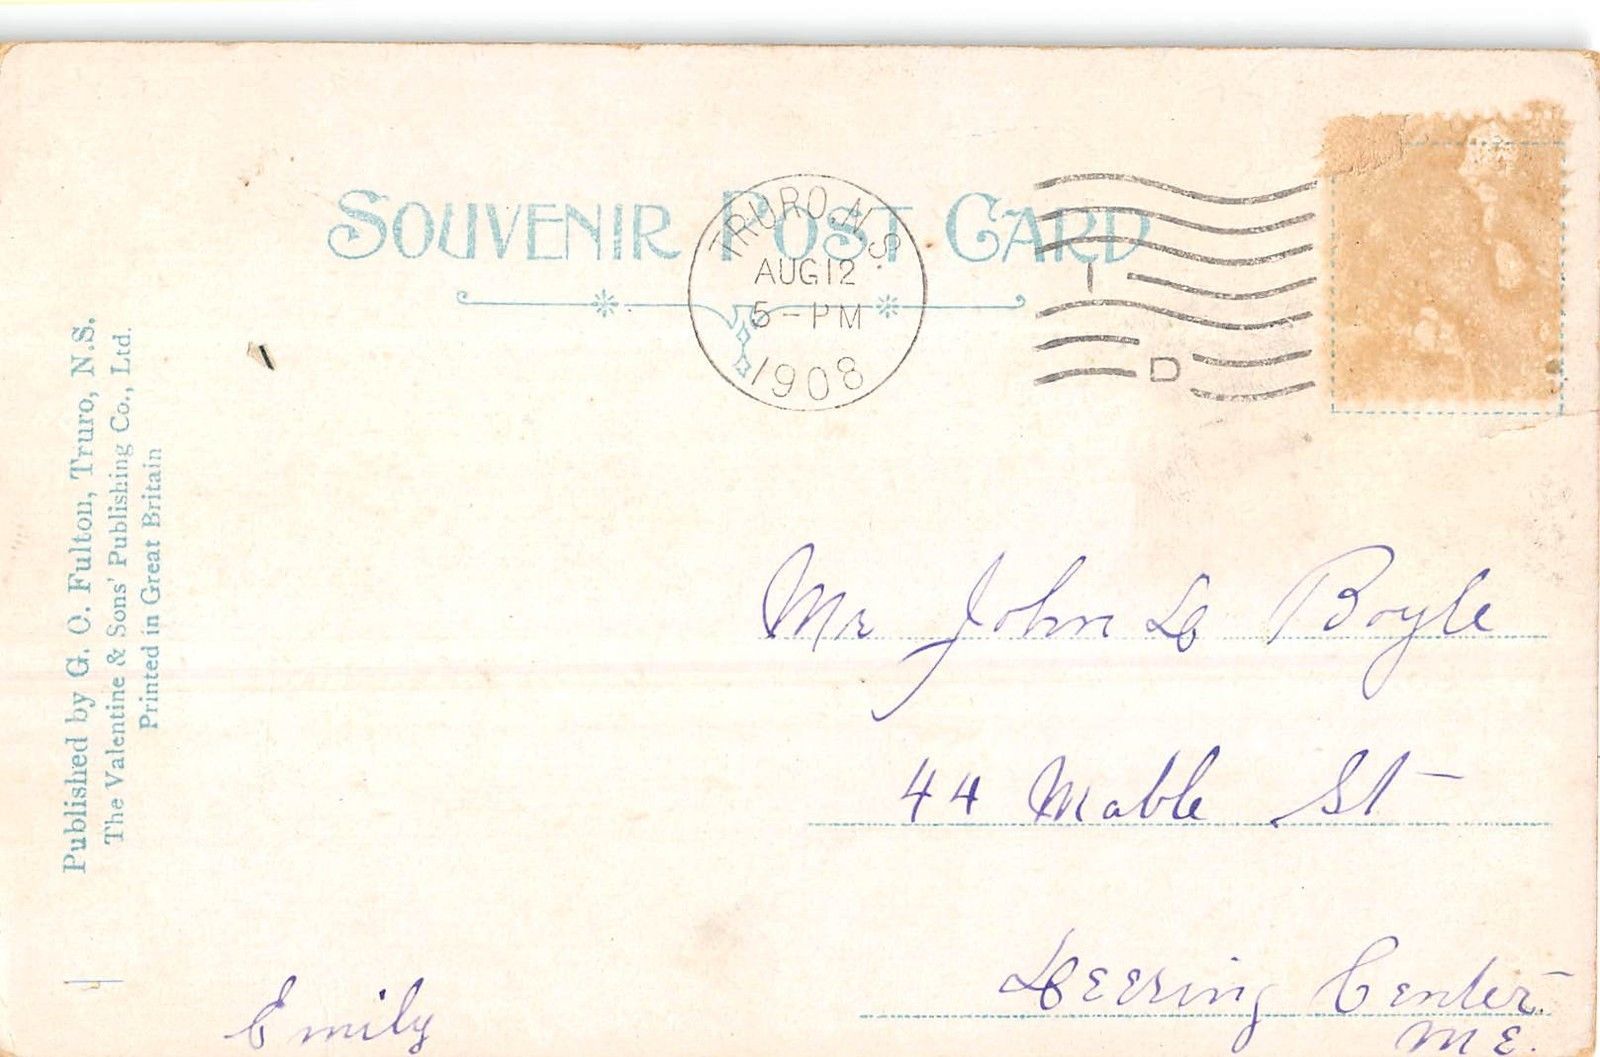 SOUVENIR POST CARD
TRURO, N.S.
AUG 12
5 - PM
1908
I
D
Published by G. O. Fulton, Truro, N.S.
The Valentine & Sons' Publishing Co., Ltd.
Printed in Great Britain
Mr John D Boyle
44 Mable St
Deering Center.
Me.
Emily